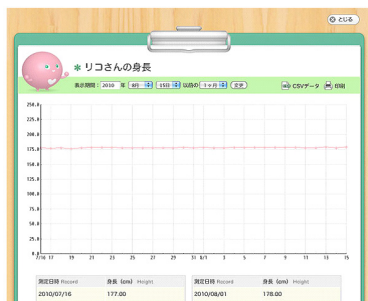 とじる
リコさんの身長
表示期間: 2010 年 8月 15日 以前の 1ヶ月 変更
CSVデータ 印刷
250.0
225.0
200.0
175.0
150.0
125.0
100.0
75.0
50.0
25.0
0.0
7/16 17 19 21 23 25 27 29 31 8/1 3 5 7 9 11 13 15
測定日時 Record 身長 (cm) Height 測定日時 Record 身長 (cm) Height
2010/07/16 177.00 2010/08/01 178.00